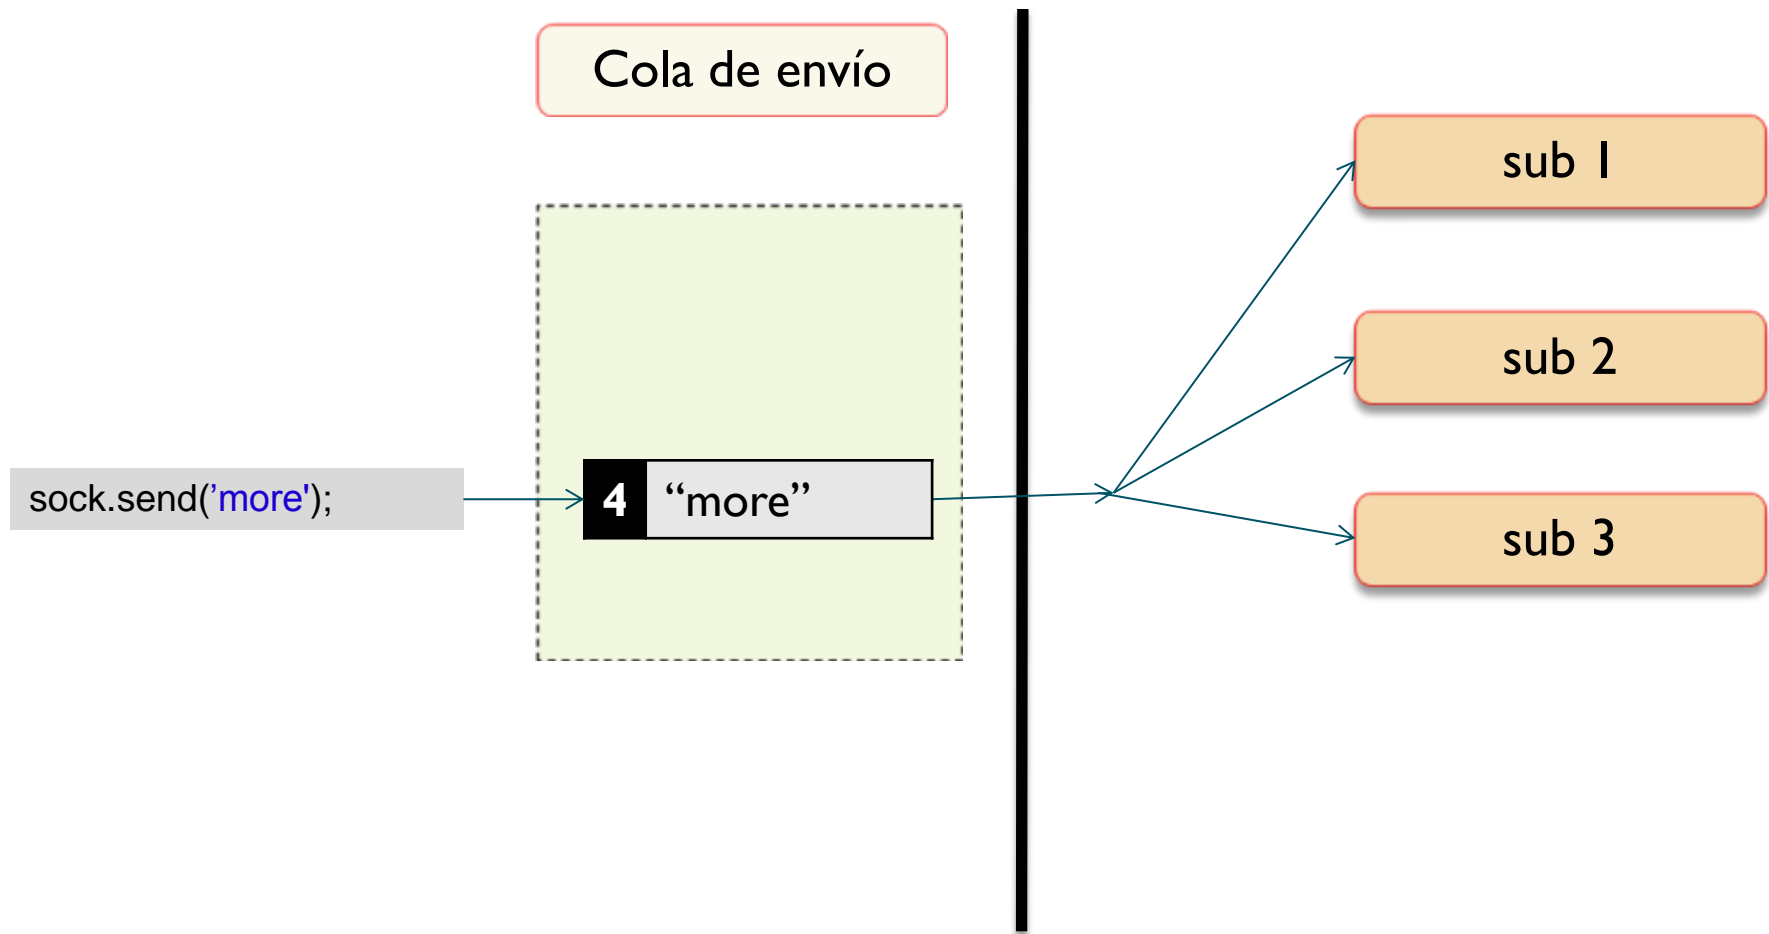 Cola de envío
sub 1
sub 2
sock.send(’more');
4 “more”
sub 3